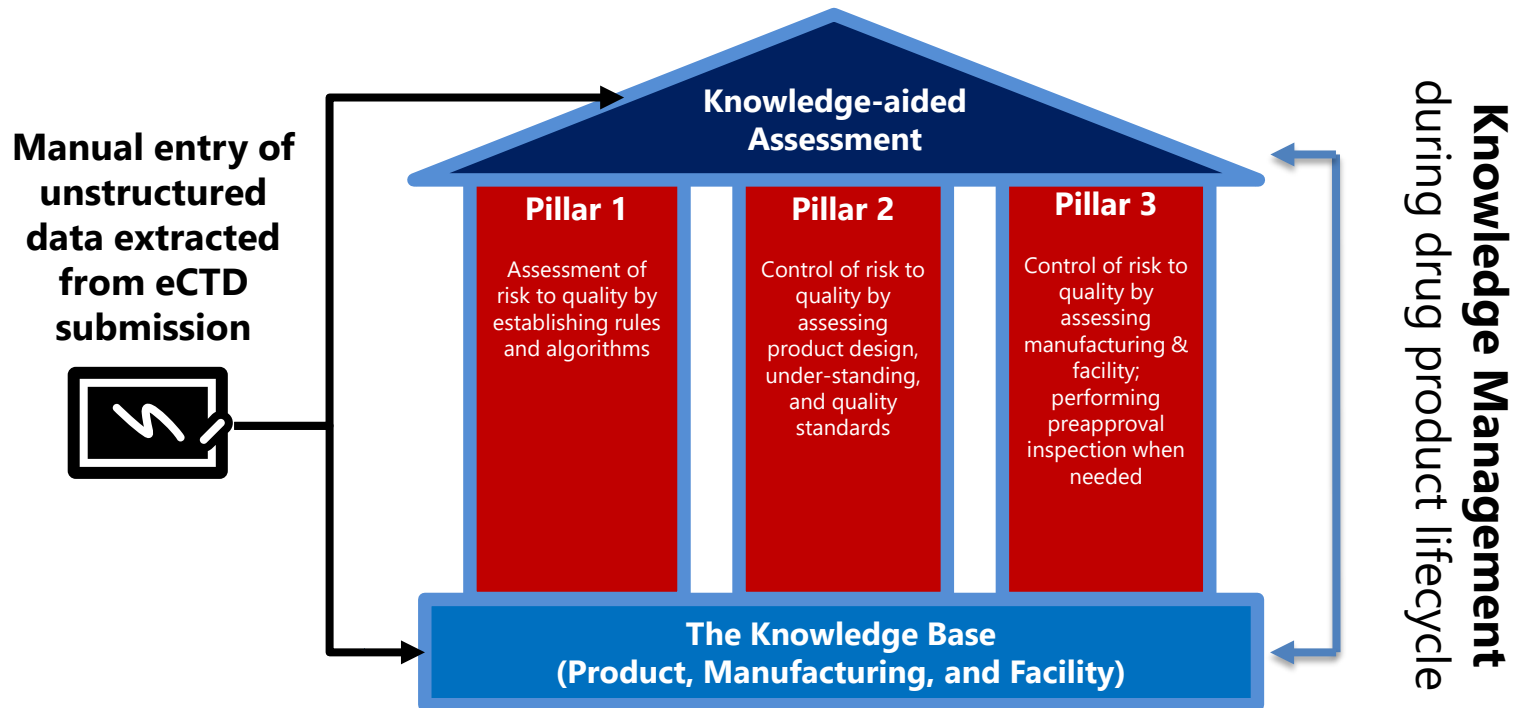 Manual entry of
unstructured
data extracted
from eCTD
submission
Knowledge-aided
Assessment
Pillar 1
Assessment of
risk to quality by
establishing rules
and algorithms
Pillar 2
Control of risk to
quality by
assessing
product design,
under-standing,
and quality
standards
Pillar 3
Control of risk to
quality by
assessing
manufacturing &
facility;
performing
preapproval
inspection when
needed
The Knowledge Base
(Product, Manufacturing, and Facility)
Knowledge Management
during drug product lifecycle